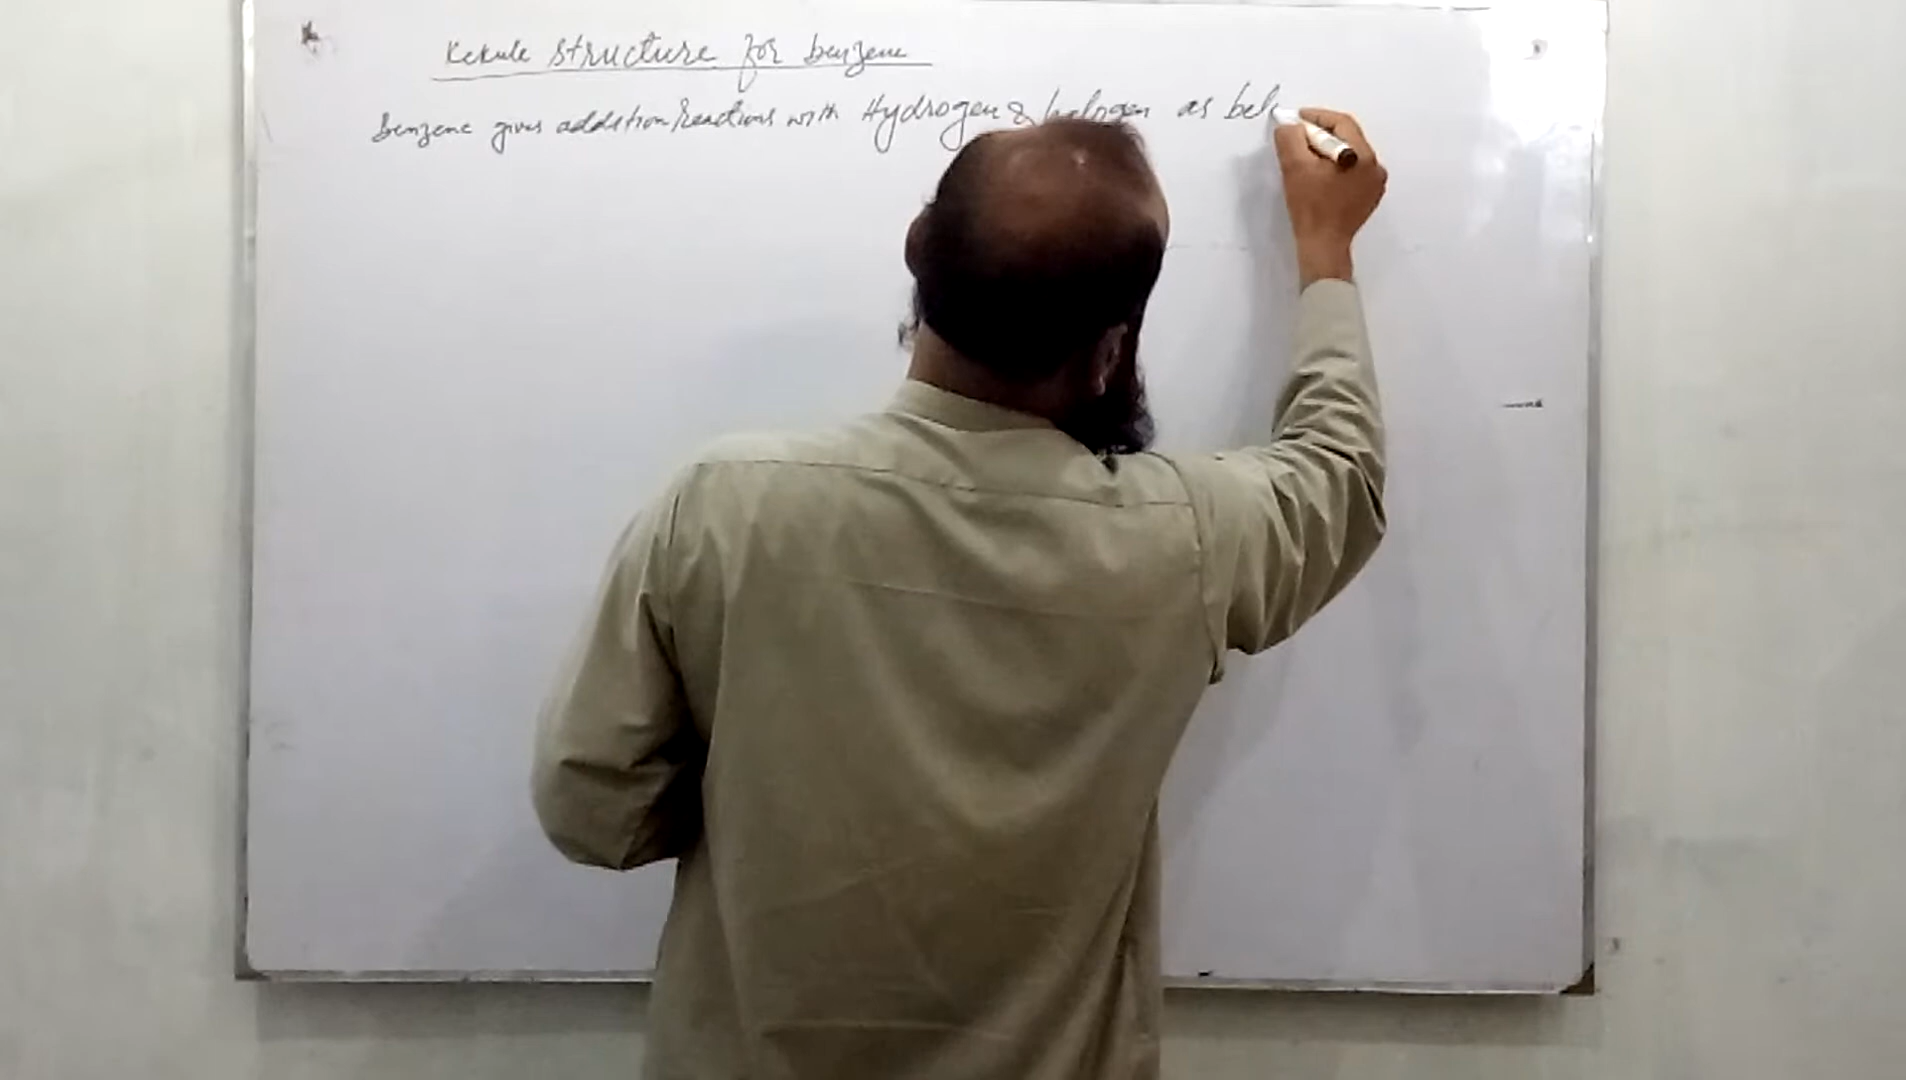 Kekule structure for benzene
Benzene gives addition reactions with Hydrogen & halogen as bel